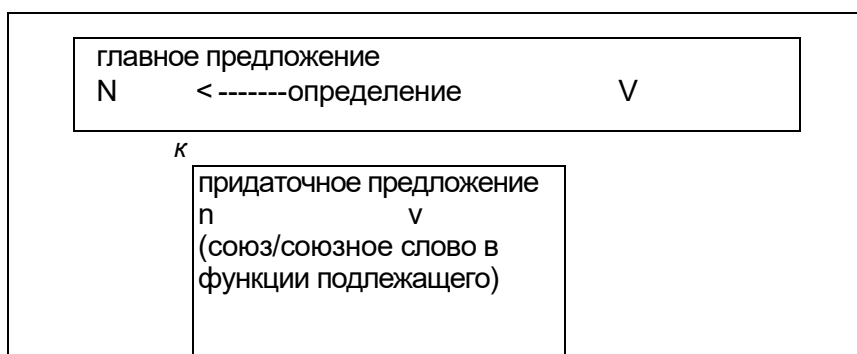 главное предложение
N < -------определение V
к
придаточное предложение
n v
(союз/союзное слово в
функции подлежащего)